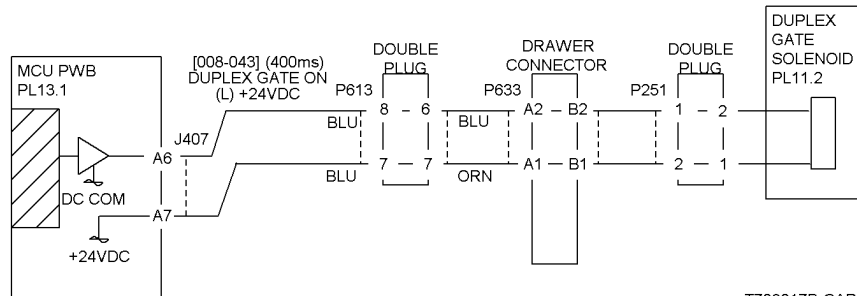 MCU PWB
PL13.1
J407
A6
DC COM
A7
+24VDC
[008-043] (400ms)
DUPLEX GATE ON
(L) +24VDC
BLU
BLU
P613
DOUBLE
PLUG
8 6
7 7
BLU
ORN
P633
DRAWER
CONNECTOR
A2 B2
A1 B1
P251
DOUBLE
PLUG
1 2
2 1
DUPLEX
GATE
SOLENOID
PL11.2